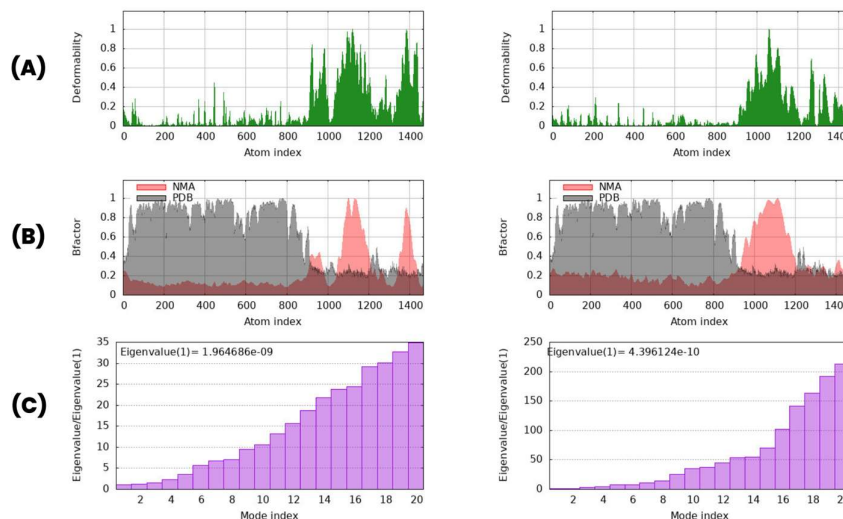 (A)
Deformability
1
0.8
0.6
0.4
0.2
0
0 200 400 600 800 1000 1200 1400
Atom index
Deformability
1
0.8
0.6
0.4
0.2
0
0 200 400 600 800 1000 1200 1400
Atom index
(B)
Bfactor
NMA
PDB
1
0.8
0.6
0.4
0.2
0
0 200 400 600 800 1000 1200 1400
Atom index
Bfactor
NMA
PDB
1
0.8
0.6
0.4
0.2
0
0 200 400 600 800 1000 1200 1400
Atom index
(C)
Eigenvalue/Eigenvalue(1)
Eigenvalue(1)= 1.964686e-09
35
30
25
20
15
10
5
0
2 4 6 8 10 12 14 16 18 20
Mode index
Eigenvalue/Eigenvalue(1)
Eigenvalue(1)= 4.396124e-10
250
200
150
100
50
0
2 4 6 8 10 12 14 16 18
Mode index